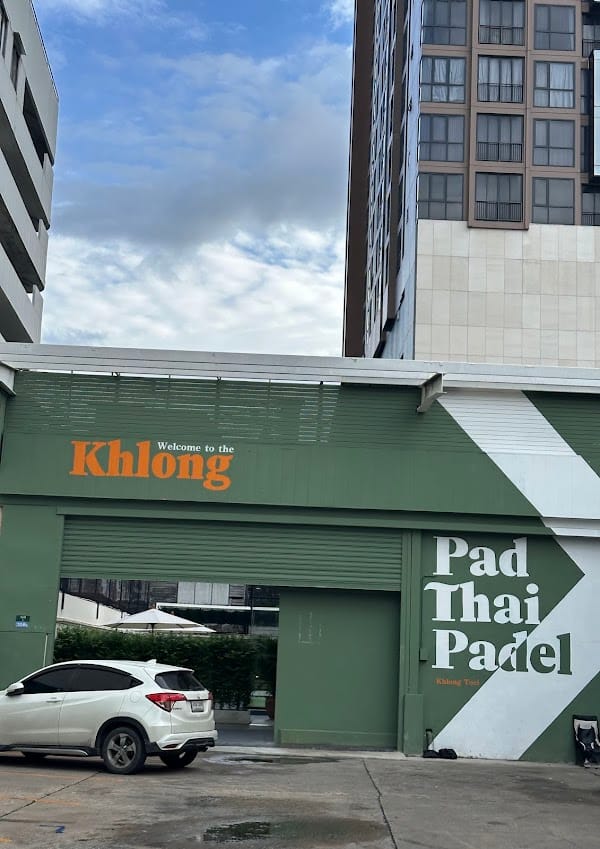 Welcome to the
Khlong
Pad
Thai
Padel
Khlong Toei